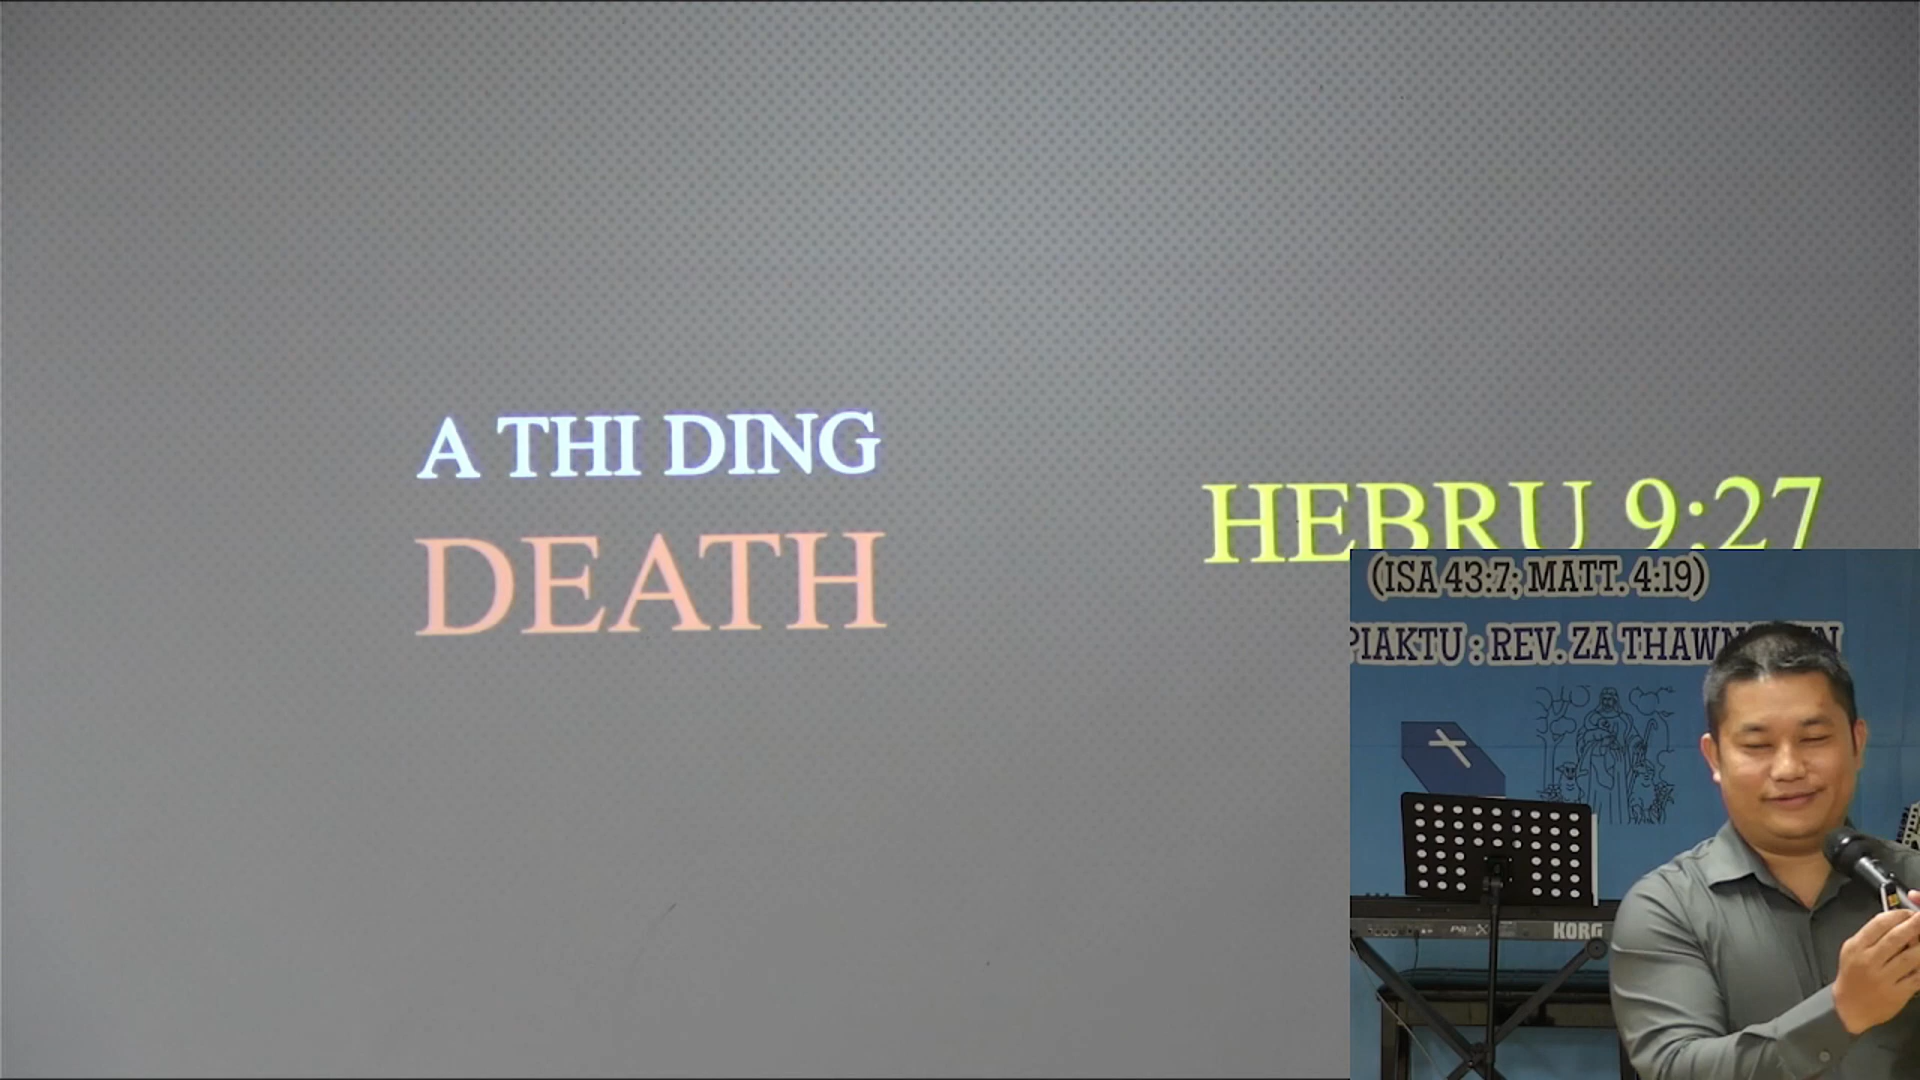 A THI DING
DEATH
HEBRU 9:27
(ISA 43:7; MATT. 4:19)
PIAKTU : REV. ZA
KORG